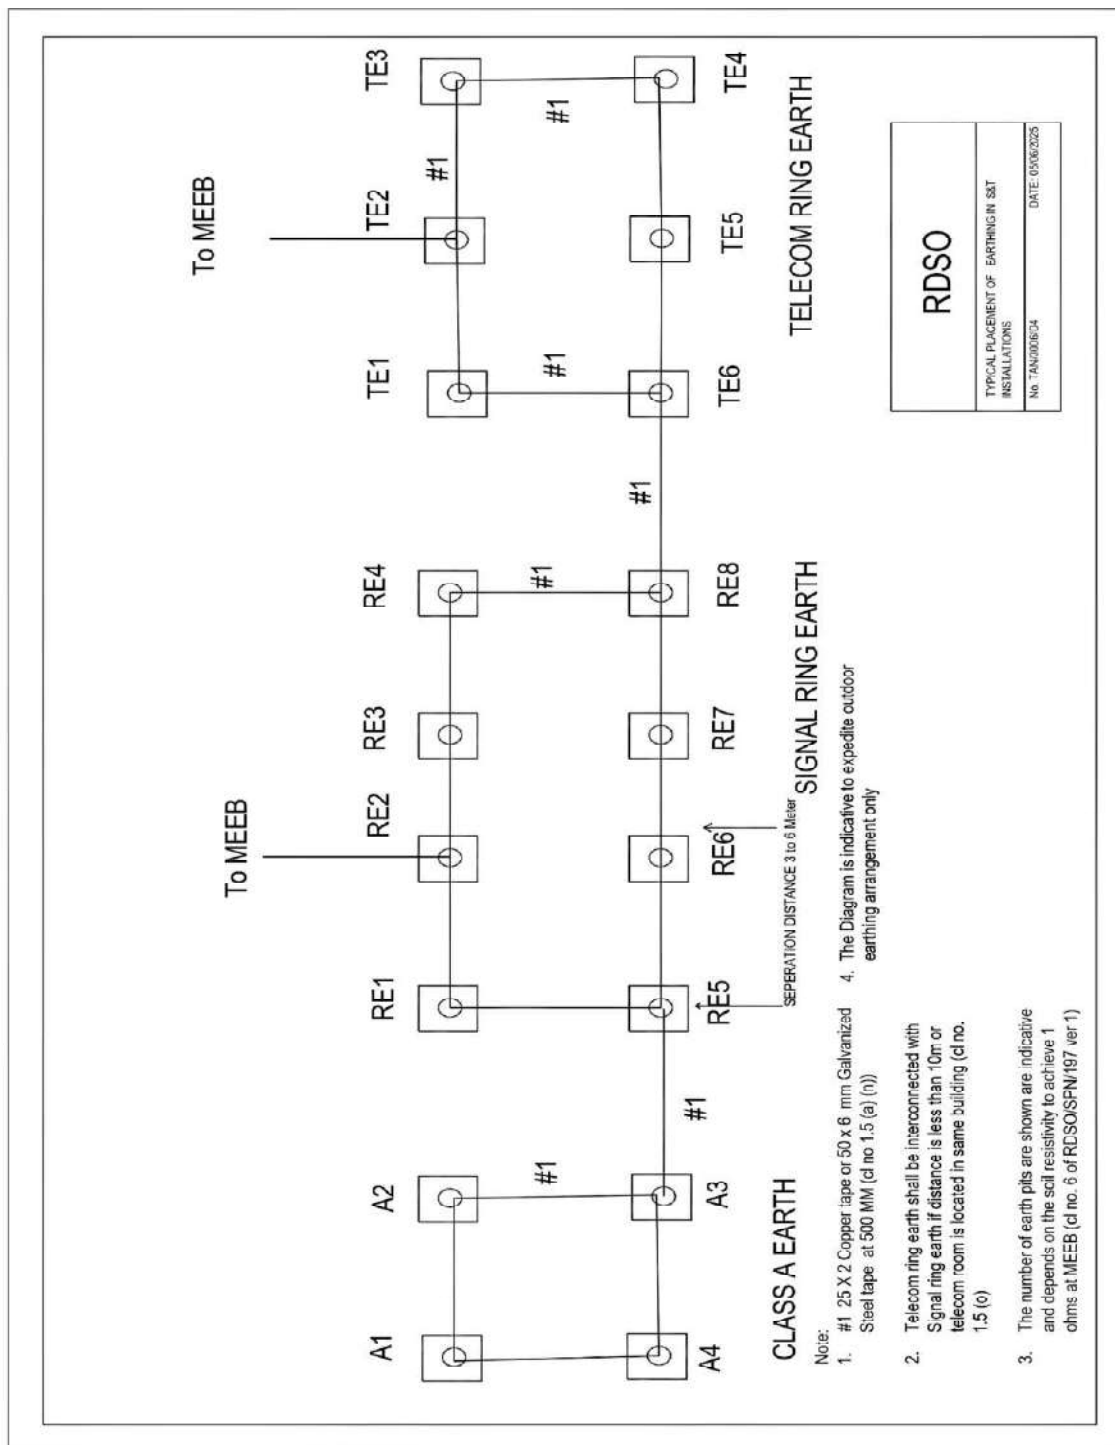 To MEEB
To MEEB
A1
A2
RE1
RE2
RE3
RE4
TE1
TE2
TE3
#1
#1
#1
#1
#1
A4
A3
#1
RE5
RE6
RE7
RE8
#1
TE6
TE5
TE4
SEPERATION DISTANCE 3 to 6 Meter
CLASS A EARTH
SIGNAL RING EARTH
TELECOM RING EARTH
Note:
1. #1 25 X 2 Copper tape or 50 x 6 mm Galvanized
Steel tape at 500 MM (cl no 1.5 (a) (n))
2. Telecom ring earth shall be interconnected with
Signal ring earth if distance is less than 10m or
telecom room is located in same building (cl no.
1.5 (o)
3. The number of earth pits are shown are indicative
and depends on the soil resistivity to achieve 1
ohms at MEEB (cl no. 6 of RDSO/SPN/197 ver 1)
4. The Diagram is indicative to expedite outdoor
earthing arrangement only
RDSO
TYPICAL PLACEMENT OF EARTHING IN S&T
INSTALLATIONS
No. TAN/0006/04
DATE: 05/06/2025